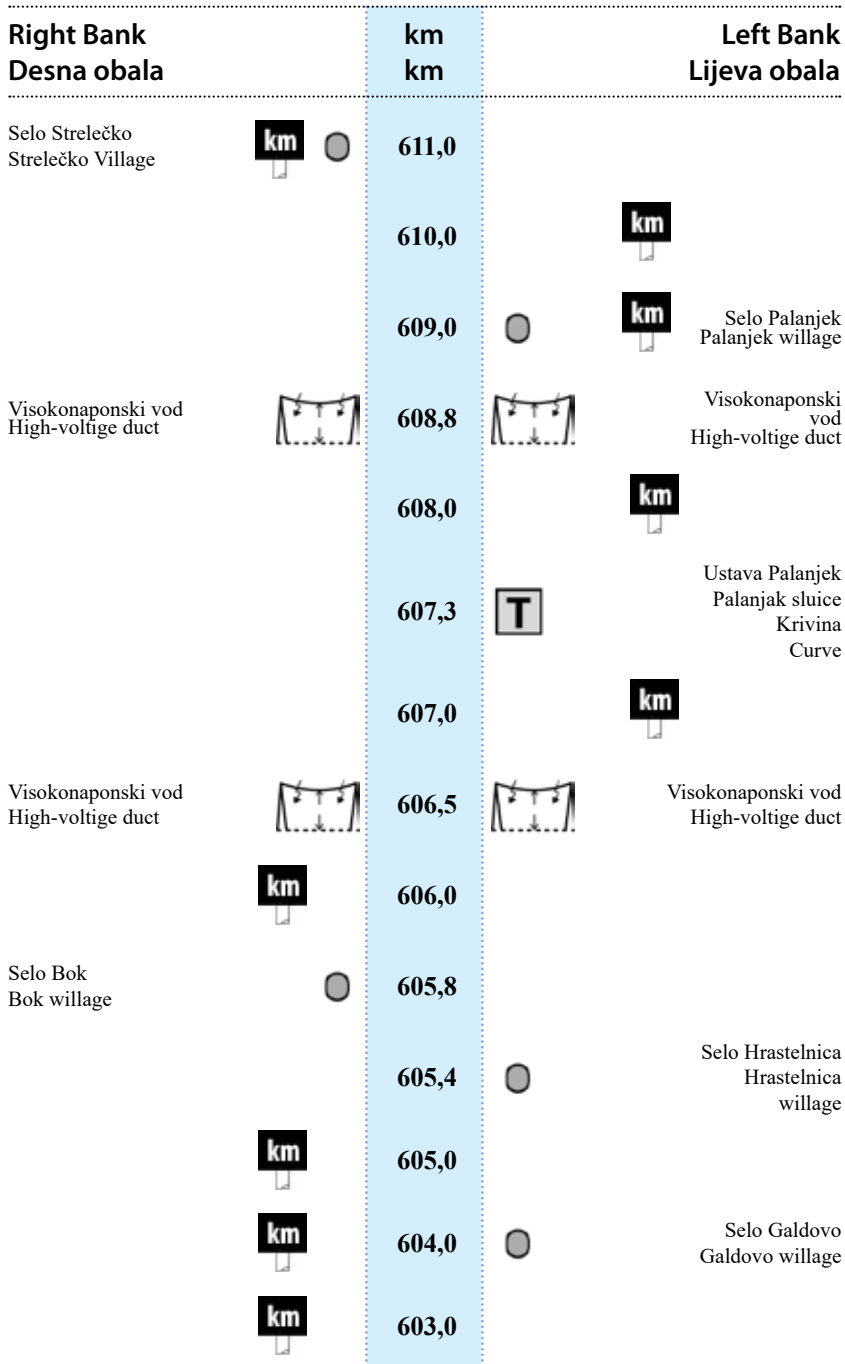 Right Bank km Left Bank
Desna obala km Lijeva obala
Selo Strelečko
Strelečko Village
km
611,0
610,0
km
609,0
km
Selo Palanjek
Palanjek willage
Visokonaponski vod
High-voltige duct
608,8
Visokonaponski
vod
High-voltige duct
608,0
km
607,3
T
Ustava Palanjek
Palanjak sluice
Krivina
Curve
607,0
km
Visokonaponski vod
High-voltige duct
606,5
Visokonaponski vod
High-voltige duct
km
606,0
Selo Bok
Bok willage
605,8
605,4
Selo Hrastelnica
Hrastelnica
willage
km
605,0
km
604,0
Selo Galdovo
Galdovo willage
km
603,0